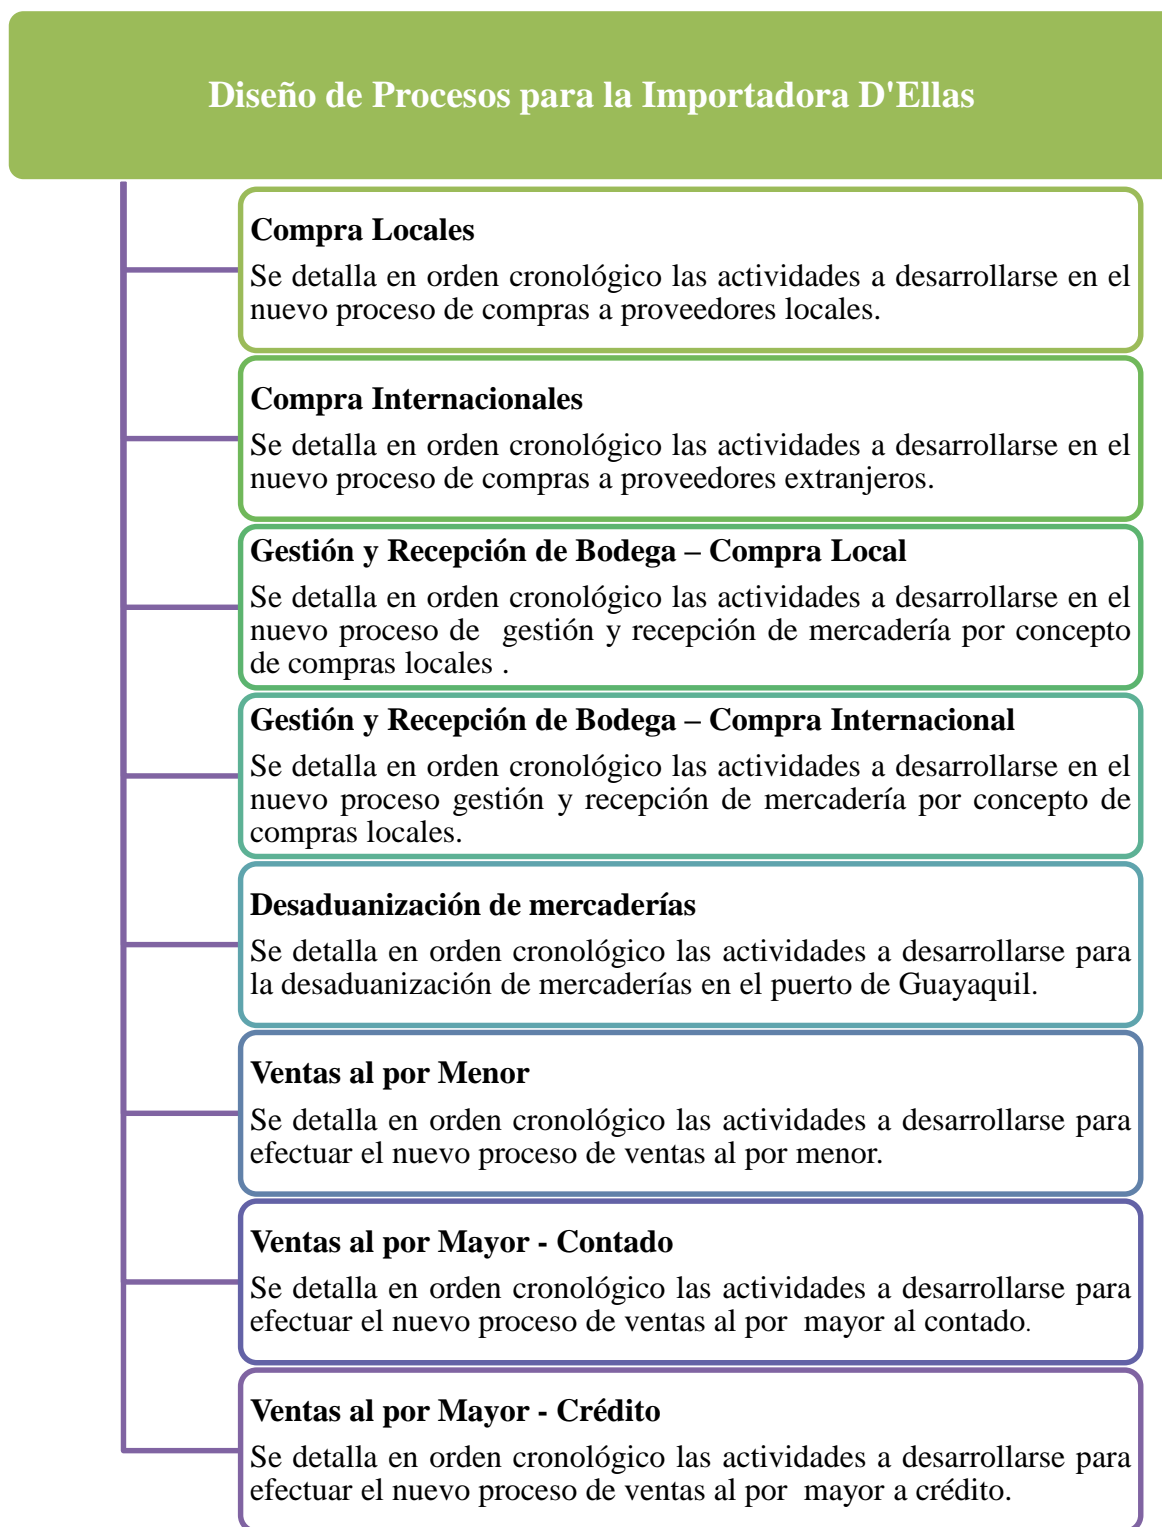 Diseño de Procesos para la Importadora D'Ellas
Compra Locales
Se detalla en orden cronológico las actividades a desarrollarse en el
nuevo proceso de compras a proveedores locales.
Compra Internacionales
Se detalla en orden cronológico las actividades a desarrollarse en el
nuevo proceso de compras a proveedores extranjeros.
Gestión y Recepción de Bodega – Compra Local
Se detalla en orden cronológico las actividades a desarrollarse en el
nuevo proceso de  gestión y recepción de mercadería por concepto
de compras locales .
Gestión y Recepción de Bodega – Compra Internacional
Se detalla en orden cronológico las actividades a desarrollarse en el
nuevo proceso gestión y recepción de mercadería por concepto de
compras locales.
Desaduanización de mercaderías
Se detalla en orden cronológico las actividades a desarrollarse para
la desaduanización de mercaderías en el puerto de Guayaquil.
Ventas al por Menor
Se detalla en orden cronológico las actividades a desarrollarse para
efectuar el nuevo proceso de ventas al por menor.
Ventas al por Mayor - Contado
Se detalla en orden cronológico las actividades a desarrollarse para
efectuar el nuevo proceso de ventas al por  mayor al contado.
Ventas al por Mayor - Crédito
Se detalla en orden cronológico las actividades a desarrollarse para
efectuar el nuevo proceso de ventas al por  mayor a crédito.